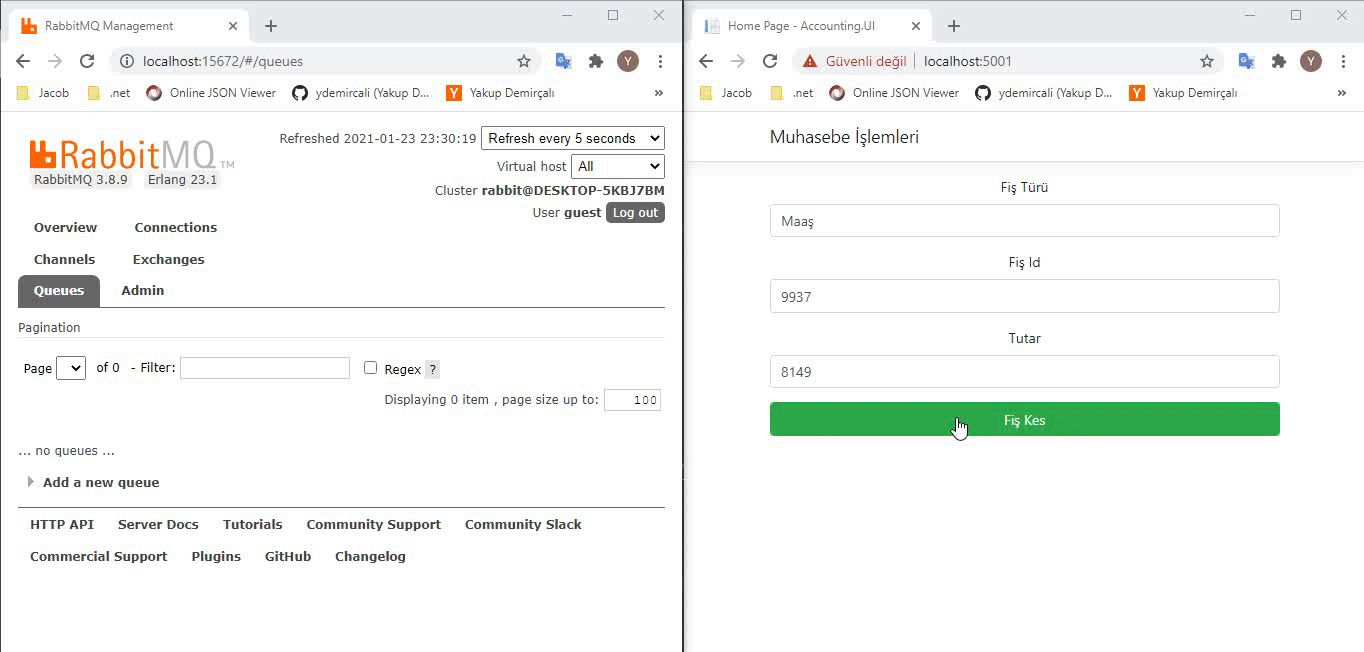 RabbitMQ Management
localhost:15672/#/queues
Jacob .net Online JSON Viewer ydemircali (Yakup D... Yakup Demirçalı »
RabbitMQ TM
RabbitMQ 3.8.9 Erlang 23.1
Refreshed 2021-01-23 23:30:19 Refresh every 5 seconds
Virtual host All
Cluster rabbit@DESKTOP-5KBJ7BM
User guest Log out
Overview Connections
Channels Exchanges
Queues Admin
Pagination
Page of 0 - Filter: Regex ?
Displaying 0 item , page size up to: 100
... no queues ...
Add a new queue
HTTP API Server Docs Tutorials Community Support Community Slack
Commercial Support Plugins GitHub Changelog
Home Page - Accounting.UI
Güvenli değil localhost:5001
Jacob .net Online JSON Viewer ydemircali (Yakup D... Yakup Demirçalı »
Muhasebe İşlemleri
Fiş Türü
Maaş
Fiş Id
9937
Tutar
8149
Fiş Kes